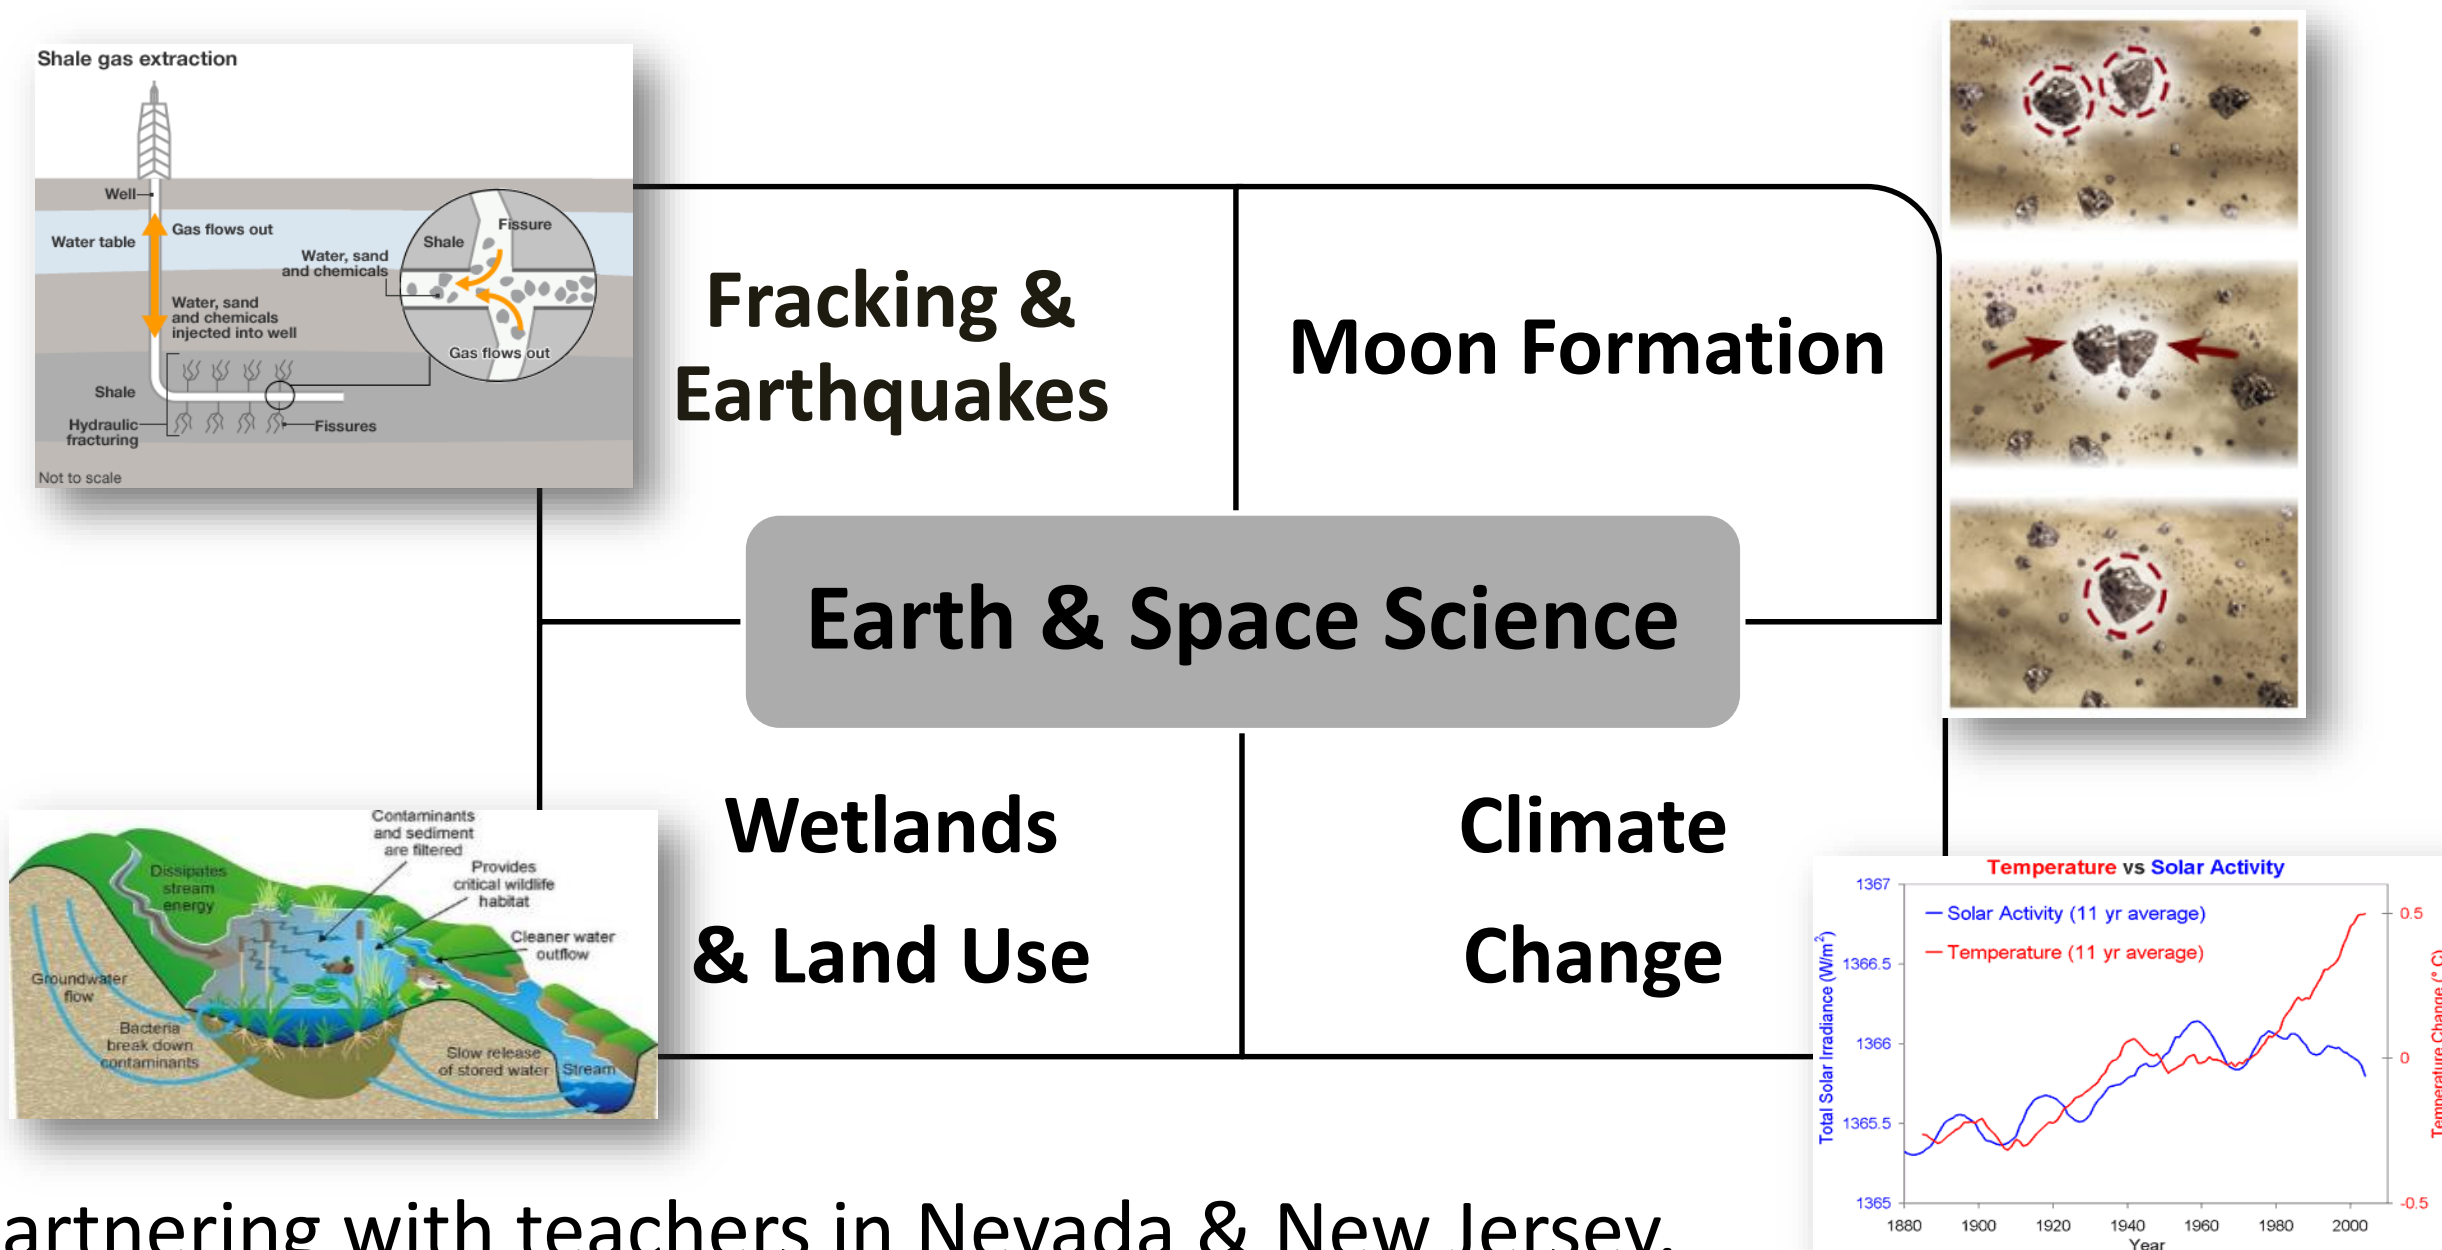 Shale gas extraction
Well
Gas flows out
Water table
Water, sand
and chemicals
injected into well
Shale
Hydraulic
fracturing
Fissures
Not to scale
Fissure
Shale
Water, sand
and chemicals
Gas flows out
Fracking &
Earthquakes
Moon Formation
Earth & Space Science
Wetlands
& Land Use
Climate
Change
Contaminants
and sediment
are filtered
Provides
critical wildlife
habitat
Dissipates
stream
energy
Cleaner water
outflow
Groundwater
flow
Bacteria
break down
contaminants
Slow release
of stored water
Stream
Temperature vs Solar Activity
Solar Activity (11 yr average)
Temperature (11 yr average)
Total Solar Irradiance (W/m²)
1367
1366.5
1366
1365.5
1365
0.5
0
-0.5
Temperature Change (° C)
1880 1900 1920 1940 1960 1980 2000
Year
artnering with teachers in Nevada & New Jersey.